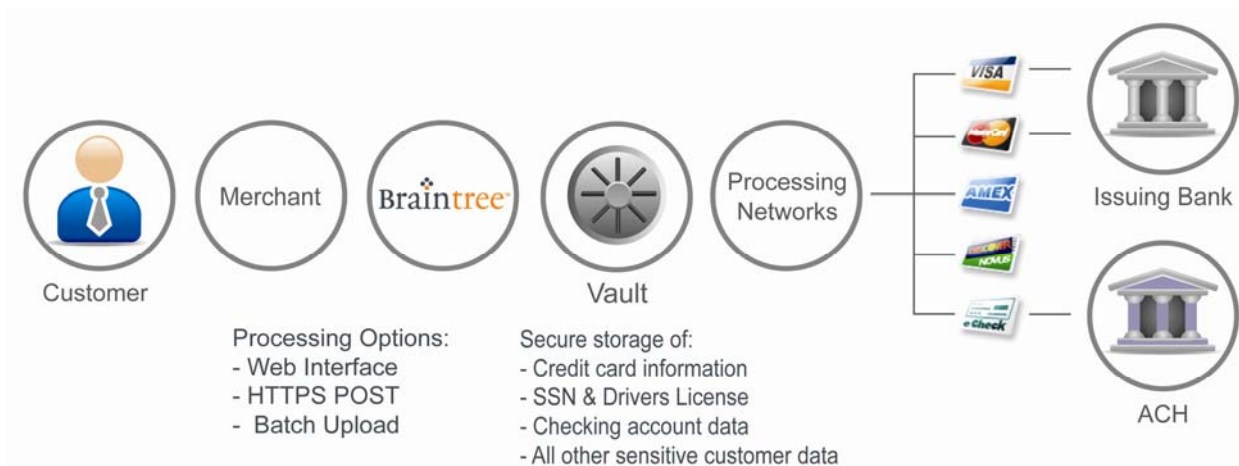 Customer
Merchant
Braintree™
Vault
Processing
Networks
VISA
MasterCard
AMEX
DISCOVER
NOVUS
eCheck
Issuing Bank
ACH
Processing Options:
- Web Interface
- HTTPS POST
- Batch Upload
Secure storage of:
- Credit card information
- SSN & Drivers License
- Checking account data
- All other sensitive customer data